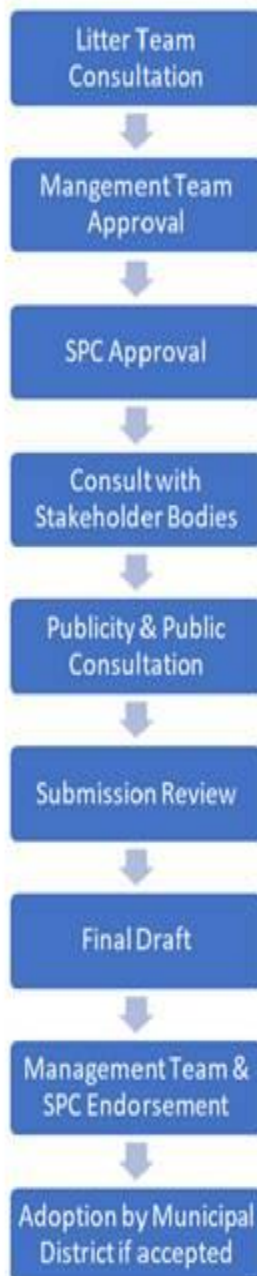 Litter Team
Consultation
Mangement Team
Approval
SPC Approval
Consult with
Stakeholder Bodies
Publicity & Public
Consultation
Submission Review
Final Draft
Management Team &
SPC Endorsement
Adoption by Municipal
District if accepted